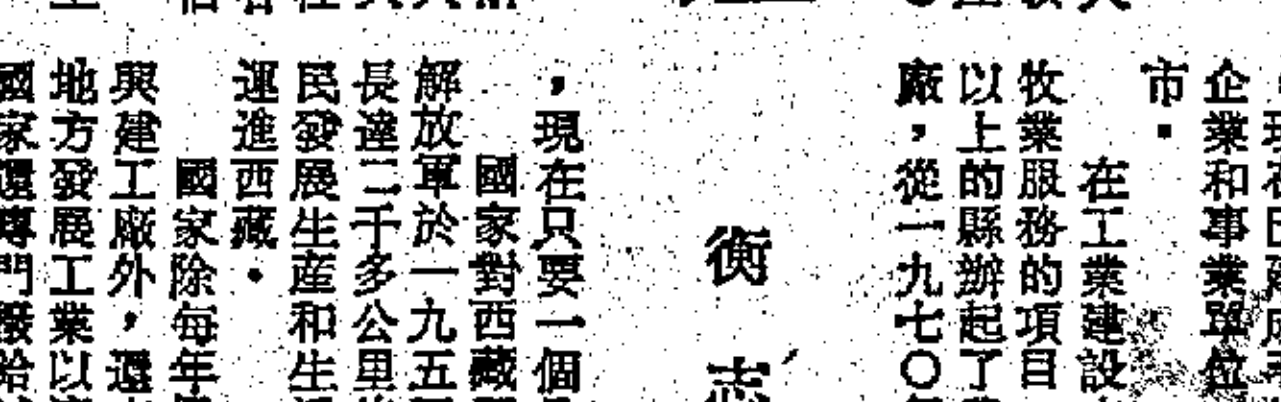 企業和事業單位
市.
在工業建設
牧業服務的項目
以上的縣辦起了
廠，從一九七〇
衡志
，現在只要一個
國家對西藏
解放軍於一九五
長達二千多公里
民發展生産和生
運進西藏.
國家除每年
興建工廠外，還
地方發展工業以
國家還專門撥給